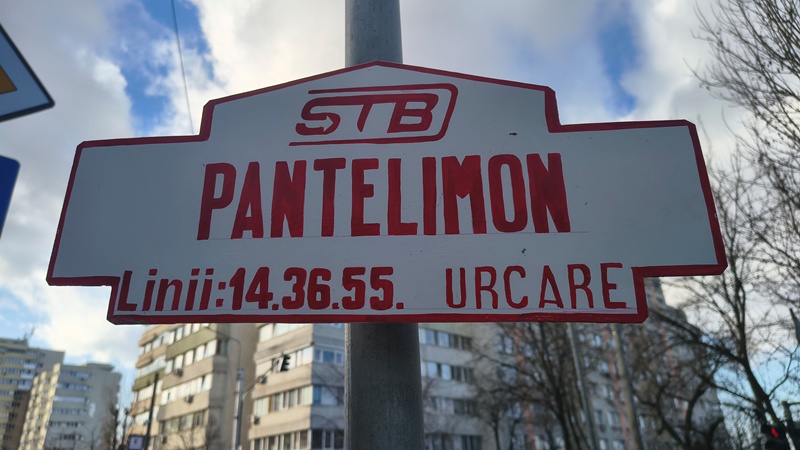 STB
PANTELIMON
Linii:14.36.55. URCARE